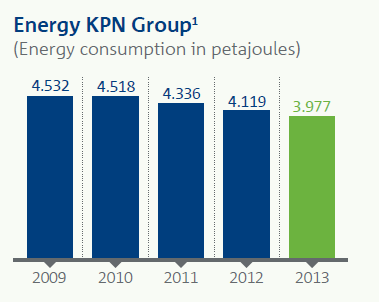 Energy KPN Group¹
(Energy consumption in petajoules)
4.532 4.518 4.336 4.119 3.977
2009 2010 2011 2012 2013